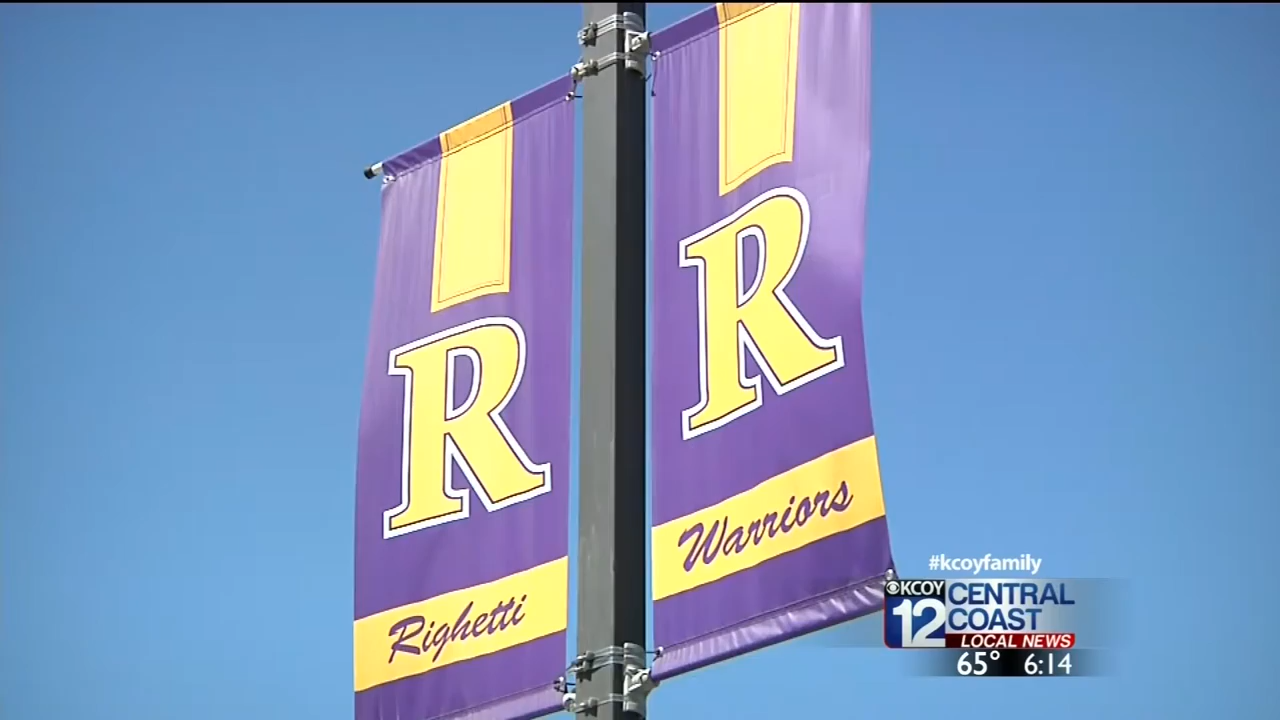 R
Righetti
R
Warriors
#kcoyfamily
KCOY
12
CENTRAL
COAST
LOCAL NEWS
65° 6:14